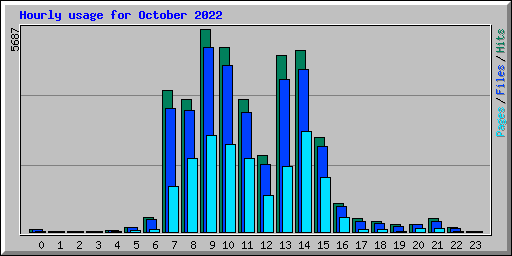 Hourly usage for October 2022
5687
Pages / Files / Hits
0 1 2 3 4 5 6 7 8 9 10 11 12 13 14 15 16 17 18 19 20 21 22 23